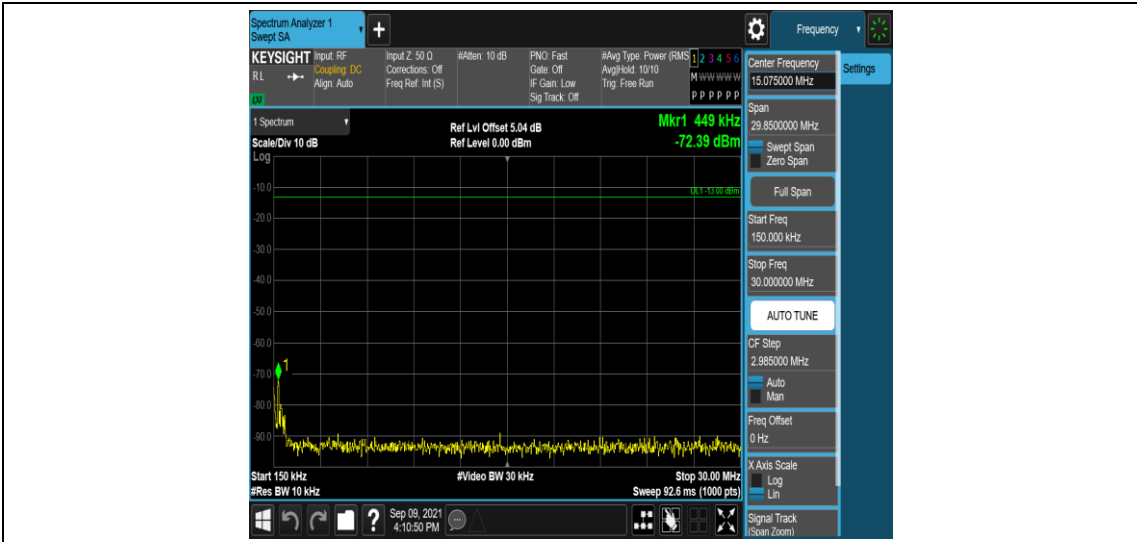 Spectrum Analyzer 1
Swept SA
+
Frequency
KEYSIGHT
RL
LXI
Input: RF
Coupling: DC
Align: Auto
Input Z: 50 Ω
Corrections: Off
Freq Ref: Int (S)
#Atten: 10 dB
PNO: Fast
Gate: Off
IF Gain: Low
Sig Track: Off
#Avg Type: Power (RMS
Avg|Hold: 10/10
Trig: Free Run
1 2 3 4 5 6
M W W W W W
P P P P P P
1 Spectrum
Scale/Div 10 dB
Log
Ref Lvl Offset 5.04 dB
Ref Level 0.00 dBm
Mkr1 449 kHz
-72.39 dBm
DL1 -13.00 dBm
-10.0
-20.0
-30.0
-40.0
-50.0
-60.0
-70.0
-80.0
-90.0
1
Start 150 kHz
#Res BW 10 kHz
#Video BW 30 kHz
Stop 30.00 MHz
Sweep 92.6 ms (1000 pts)
Center Frequency
15.075000 MHz
Settings
Span
29.8500000 MHz
Swept Span
Zero Span
Full Span
Start Freq
150.000 kHz
Stop Freq
30.000000 MHz
AUTO TUNE
CF Step
2.985000 MHz
Auto
Man
Freq Offset
0 Hz
X Axis Scale
Log
Lin
Signal Track
(Span Zoom)
?
Sep 09, 2021
4:10:50 PM